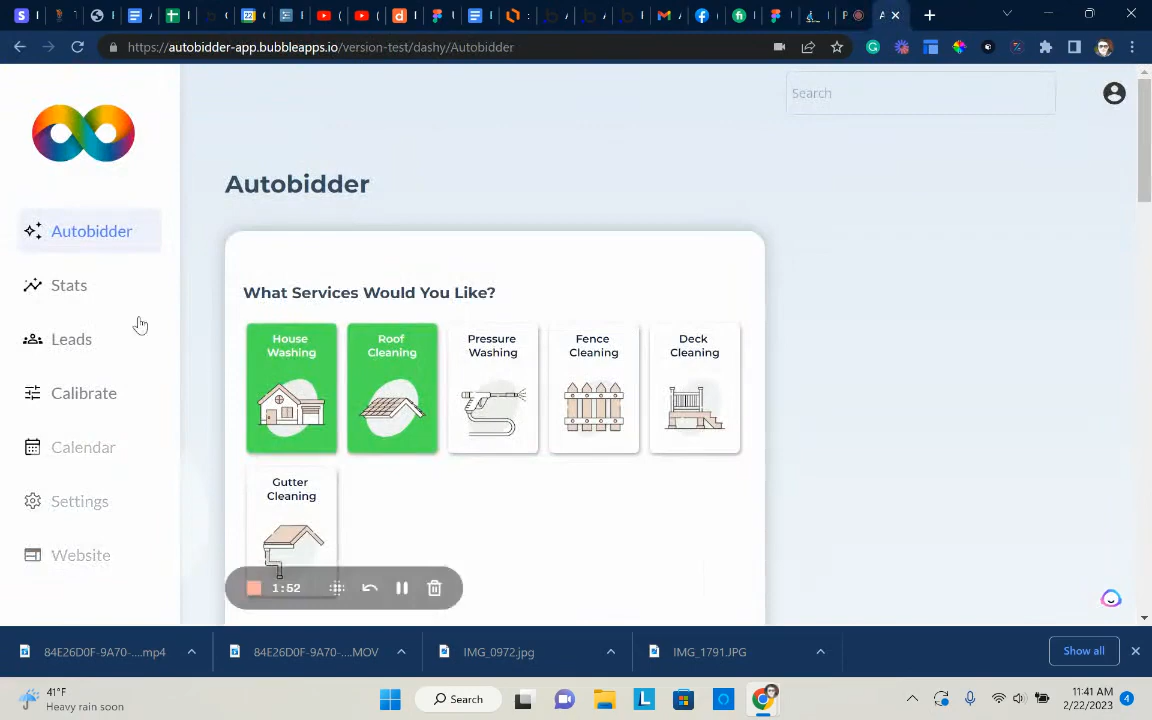 https://autobidder-app.bubbleapps.io/version-test/dashy/Autobidder
Search
Autobidder
Autobidder
Stats
Leads
Calibrate
Calendar
Settings
Website
What Services Would You Like?
House
Washing
Roof
Cleaning
Pressure
Washing
Fence
Cleaning
Deck
Cleaning
Gutter
Cleaning
1:52
84E26D0F-9A70-....mp4
84E26D0F-9A70-....MOV
IMG_0972.jpg
IMG_1791.JPG
Show all
41°F
Heavy rain soon
Search
11:41 AM
2/22/2023
4